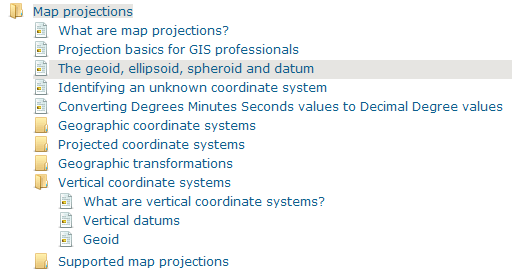 Map projections
What are map projections?
Projection basics for GIS professionals
The geoid, ellipsoid, spheroid and datum
Identifying an unknown coordinate system
Converting Degrees Minutes Seconds values to Decimal Degree values
Geographic coordinate systems
Projected coordinate systems
Geographic transformations
Vertical coordinate systems
What are vertical coordinate systems?
Vertical datums
Geoid
Supported map projections